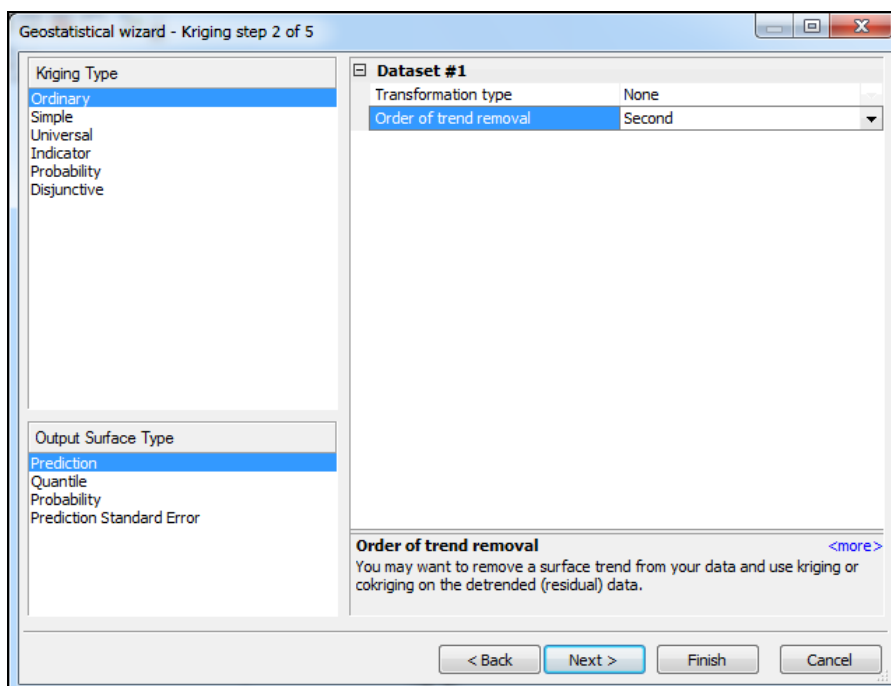 Geostatistical wizard - Kriging step 2 of 5
Kriging Type
Ordinary
Simple
Universal
Indicator
Probability
Disjunctive
Output Surface Type
Prediction
Quantile
Probability
Prediction Standard Error
Dataset #1
Transformation type None
Order of trend removal Second
Order of trend removal <more>
You may want to remove a surface trend from your data and use kriging or
cokriging on the detrended (residual) data.
< Back Next > Finish Cancel